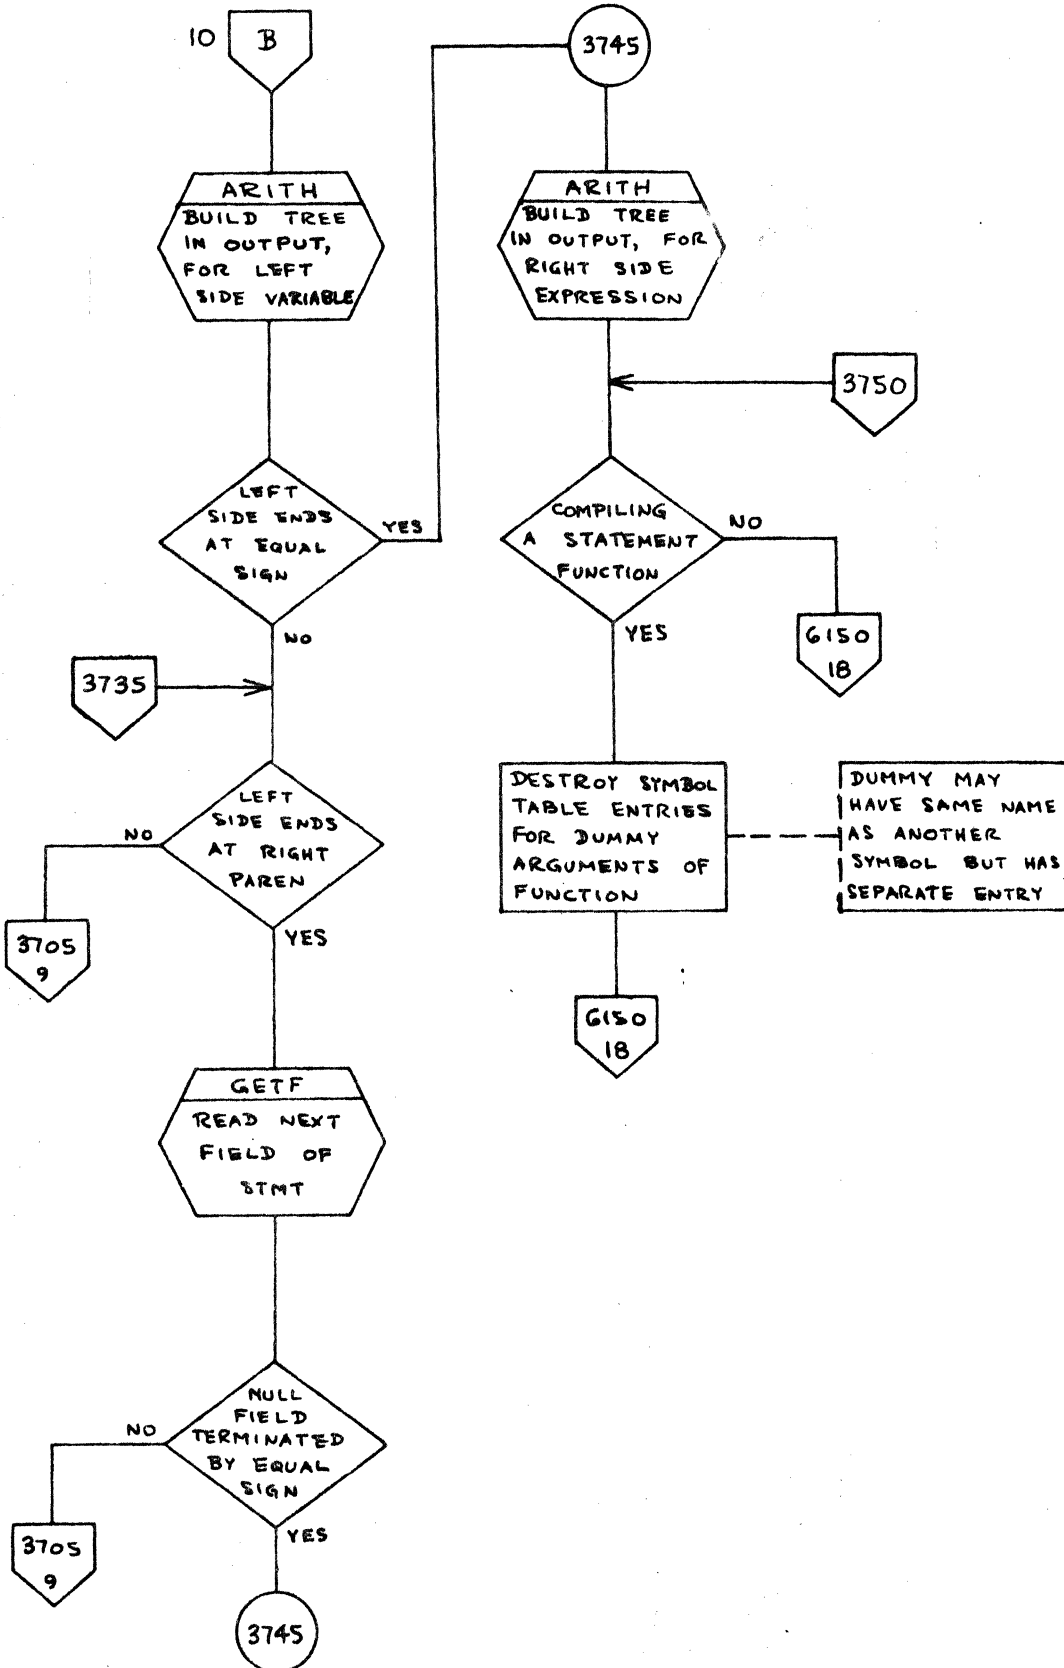 10 B
ARITH
BUILD TREE
IN OUTPUT,
FOR LEFT
SIDE VARIABLE
LEFT
SIDE ENDS
AT EQUAL
SIGN
YES
NO
3735
LEFT
SIDE ENDS
AT RIGHT
PAREN
NO
3705
9
YES
GETF
READ NEXT
FIELD OF
STMT
NULL
FIELD
TERMINATED
BY EQUAL
SIGN
NO
3705
9
YES
3745
3745
ARITH
BUILD TREE
IN OUTPUT, FOR
RIGHT SIDE
EXPRESSION
3750
COMPILING
A STATEMENT
FUNCTION
NO
6150
18
YES
DESTROY SYMBOL
TABLE ENTRIES
FOR DUMMY
ARGUMENTS OF
FUNCTION
DUMMY MAY
HAVE SAME NAME
AS ANOTHER
SYMBOL BUT HAS
SEPARATE ENTRY
6150
18